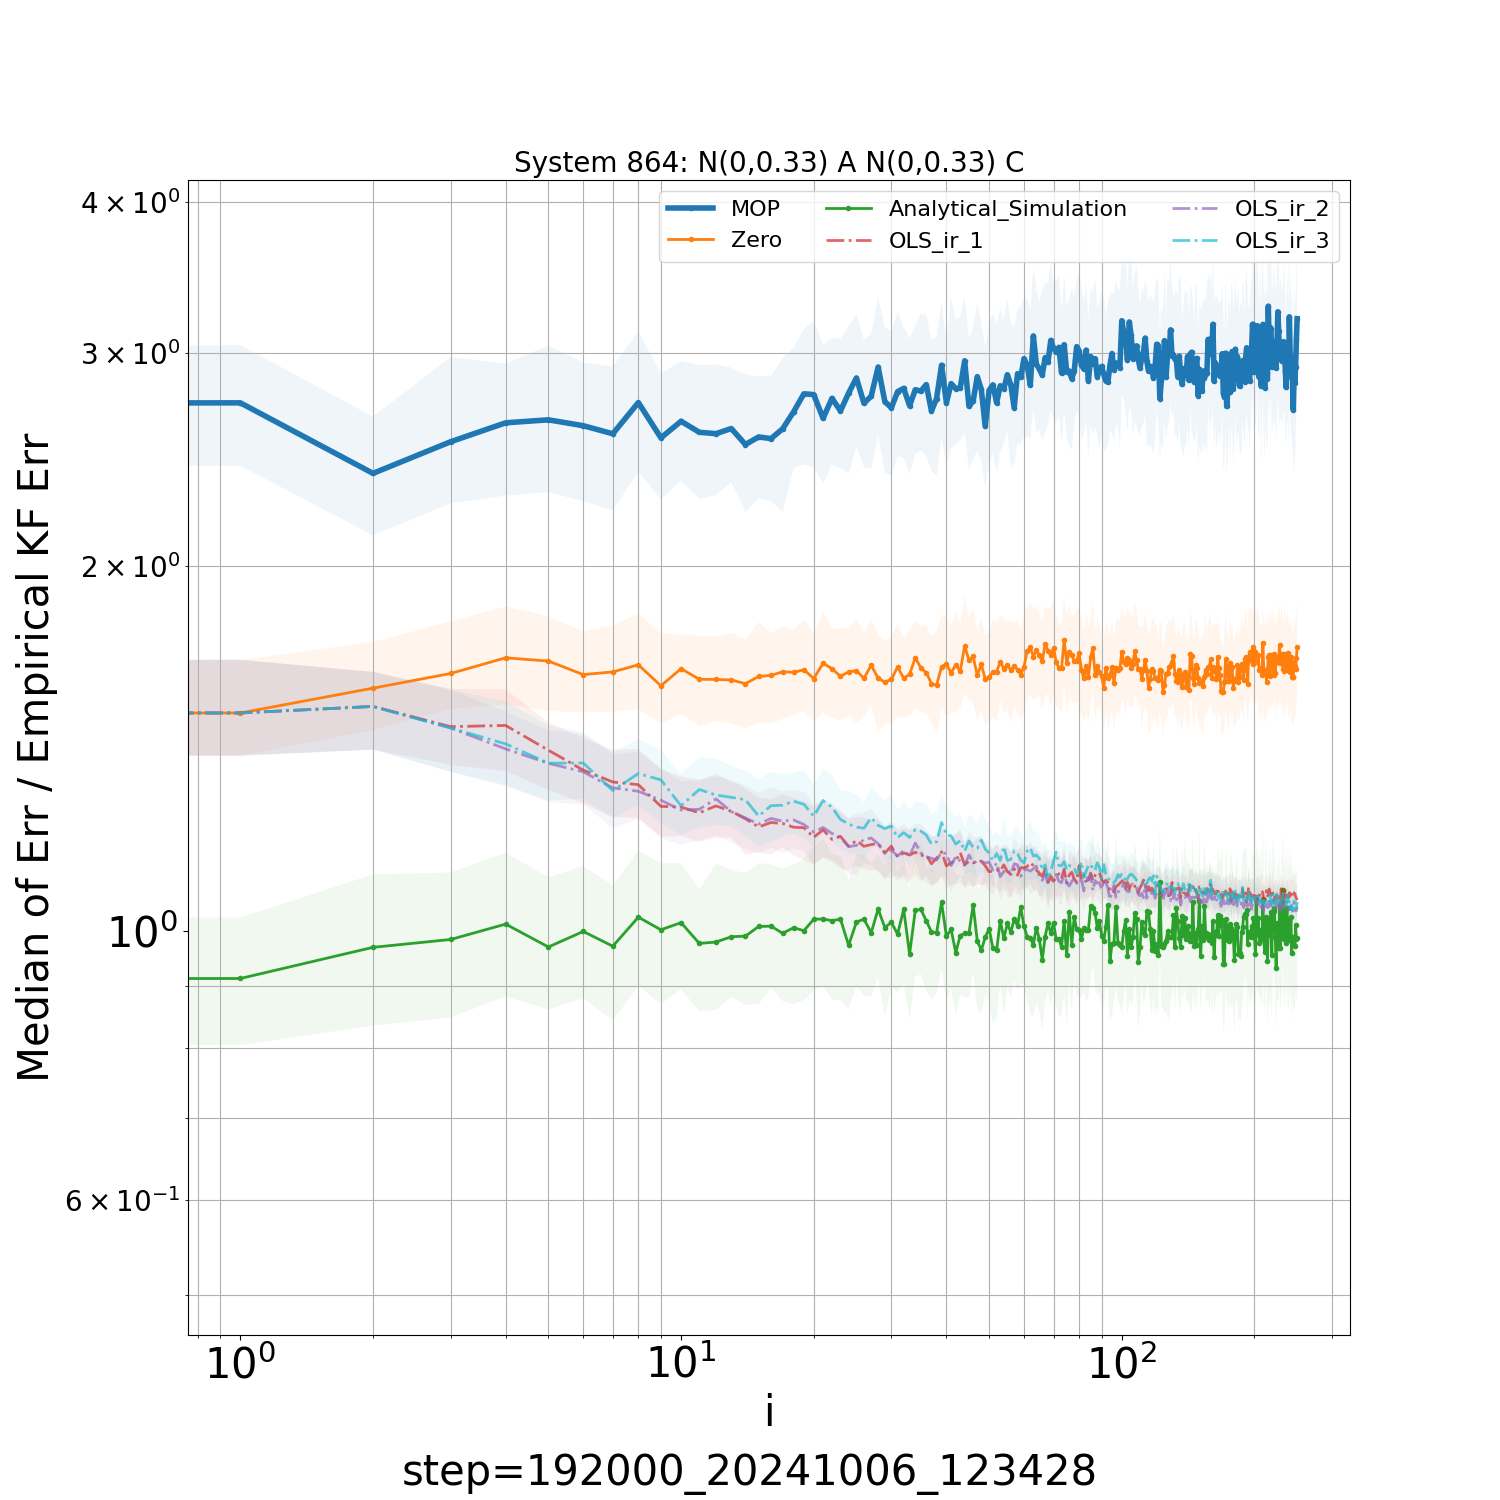 System 864: N(0,0.33) A N(0,0.33) C
MOP
Zero
Analytical_Simulation
OLS_ir_1
OLS_ir_2
OLS_ir_3
4 × 10⁰
3 × 10⁰
2 × 10⁰
10⁰
6 × 10⁻¹
Median of Err / Empirical KF Err
10⁰ 10¹ 10²
i
step=192000_20241006_123428